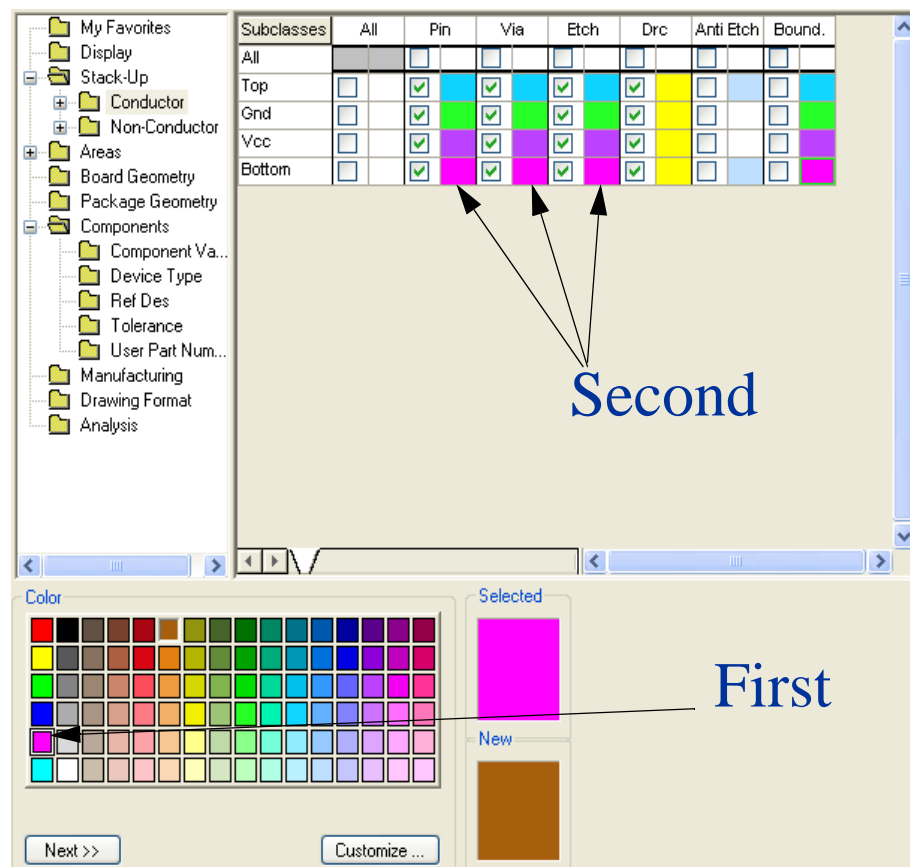 My Favorites
Display
Stack-Up
Conductor
Non-Conductor
Areas
Board Geometry
Package Geometry
Components
Component Va...
Device Type
Ref Des
Tolerance
User Part Num...
Manufacturing
Drawing Format
Analysis
Subclasses All Pin Via Etch Drc Anti Etch Bound.
All
Top
Gnd
Vcc
Bottom
Second
Color
Selected
First
New
Next >> Customize ...